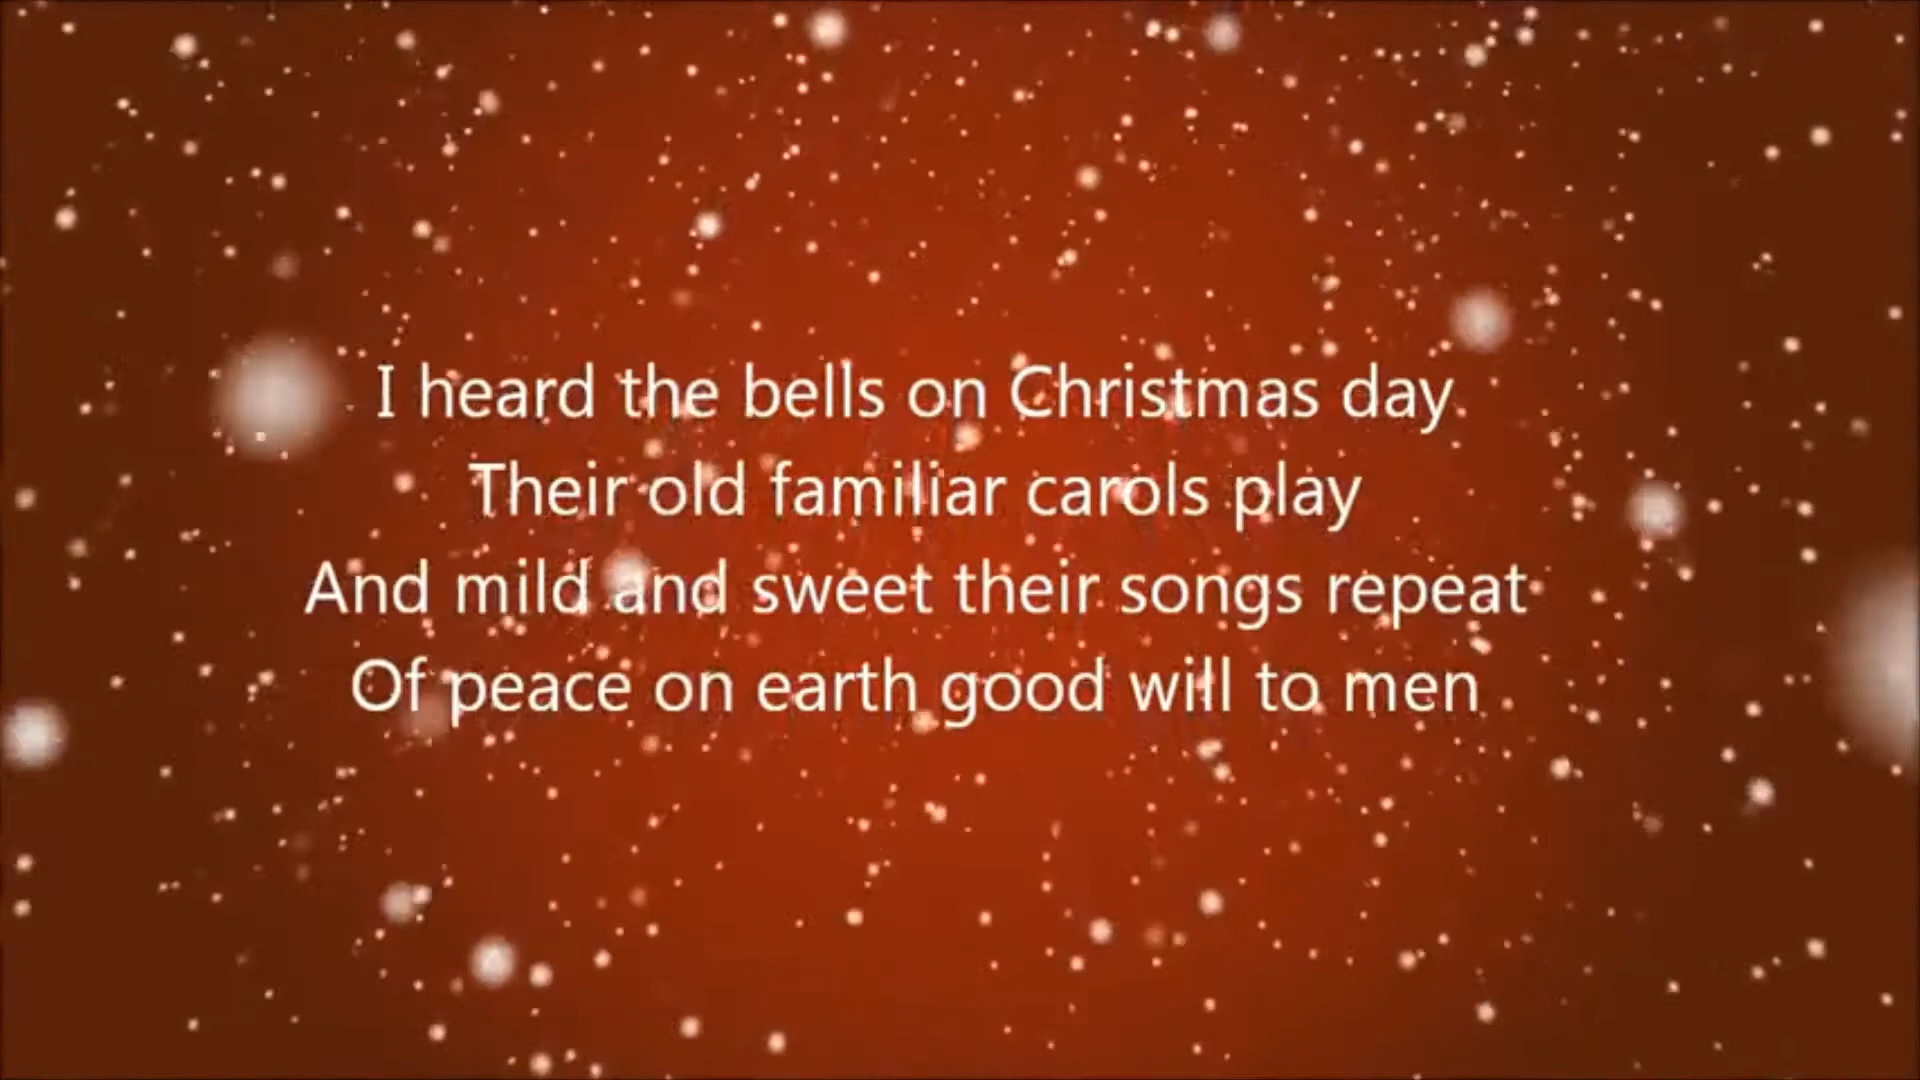 I heard the bells on Christmas day
Their old familiar carols play
And mild and sweet their songs repeat
Of peace on earth good will to men